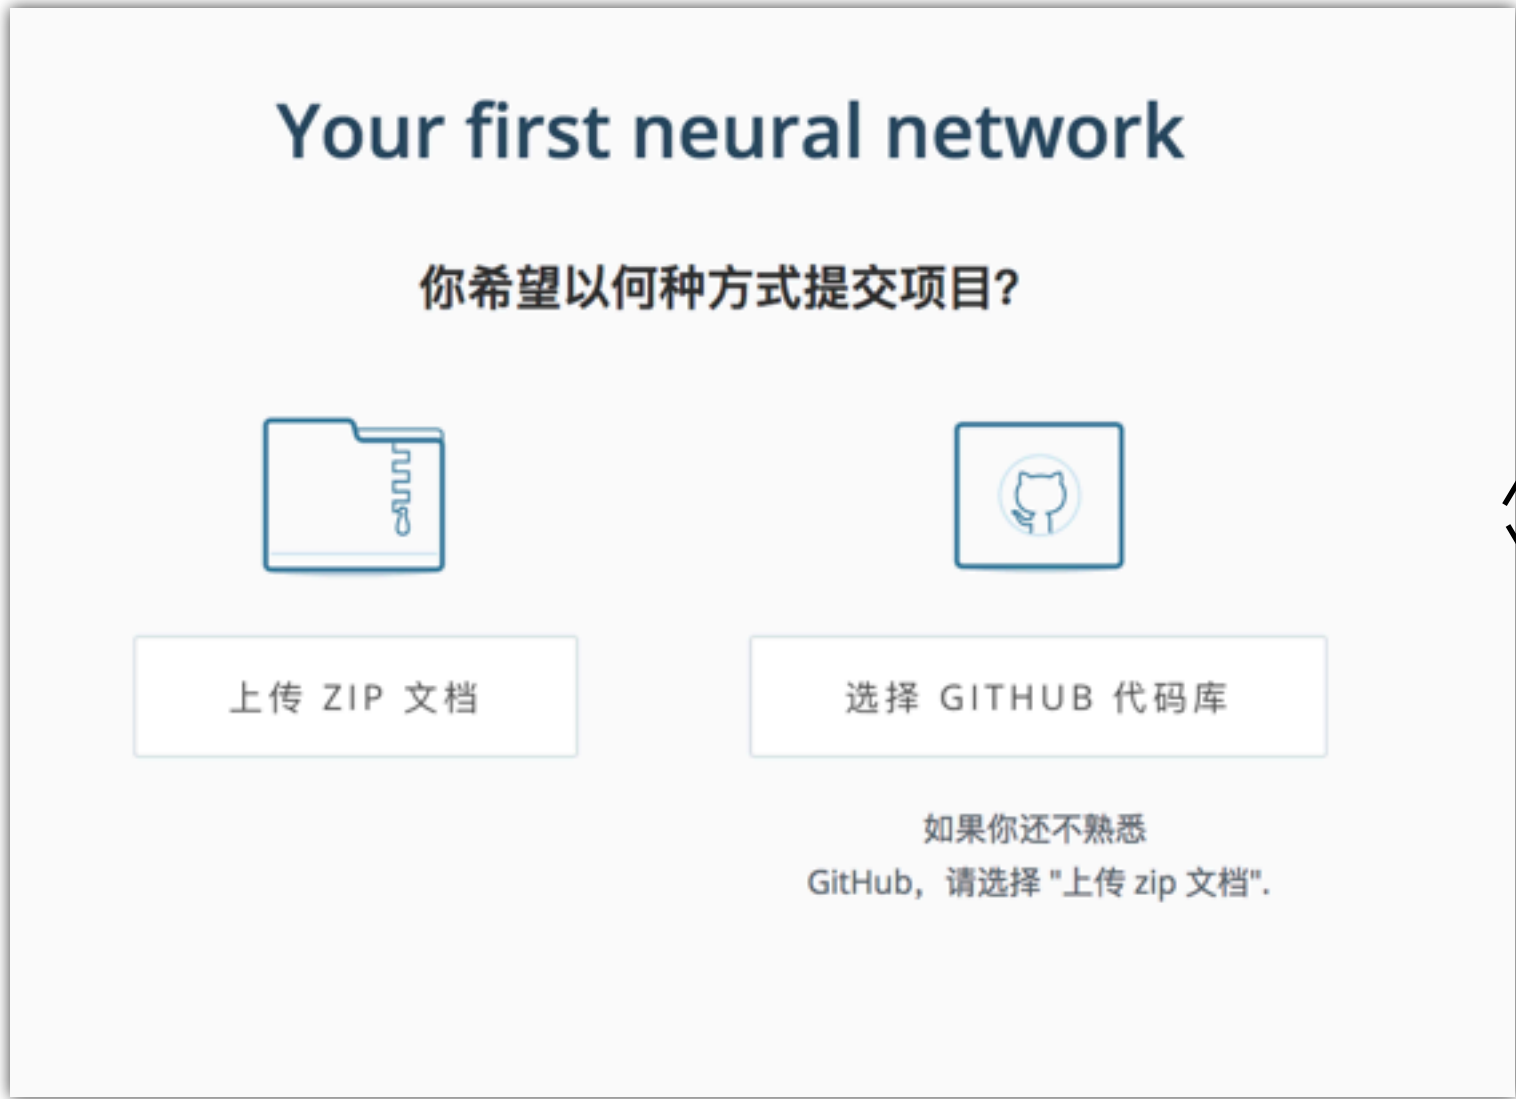 Your first neural network
你希望以何种方式提交项目?
上传 ZIP 文档
选择 GITHUB 代码库
如果你还不熟悉
GitHub，请选择 "上传 zip 文档".